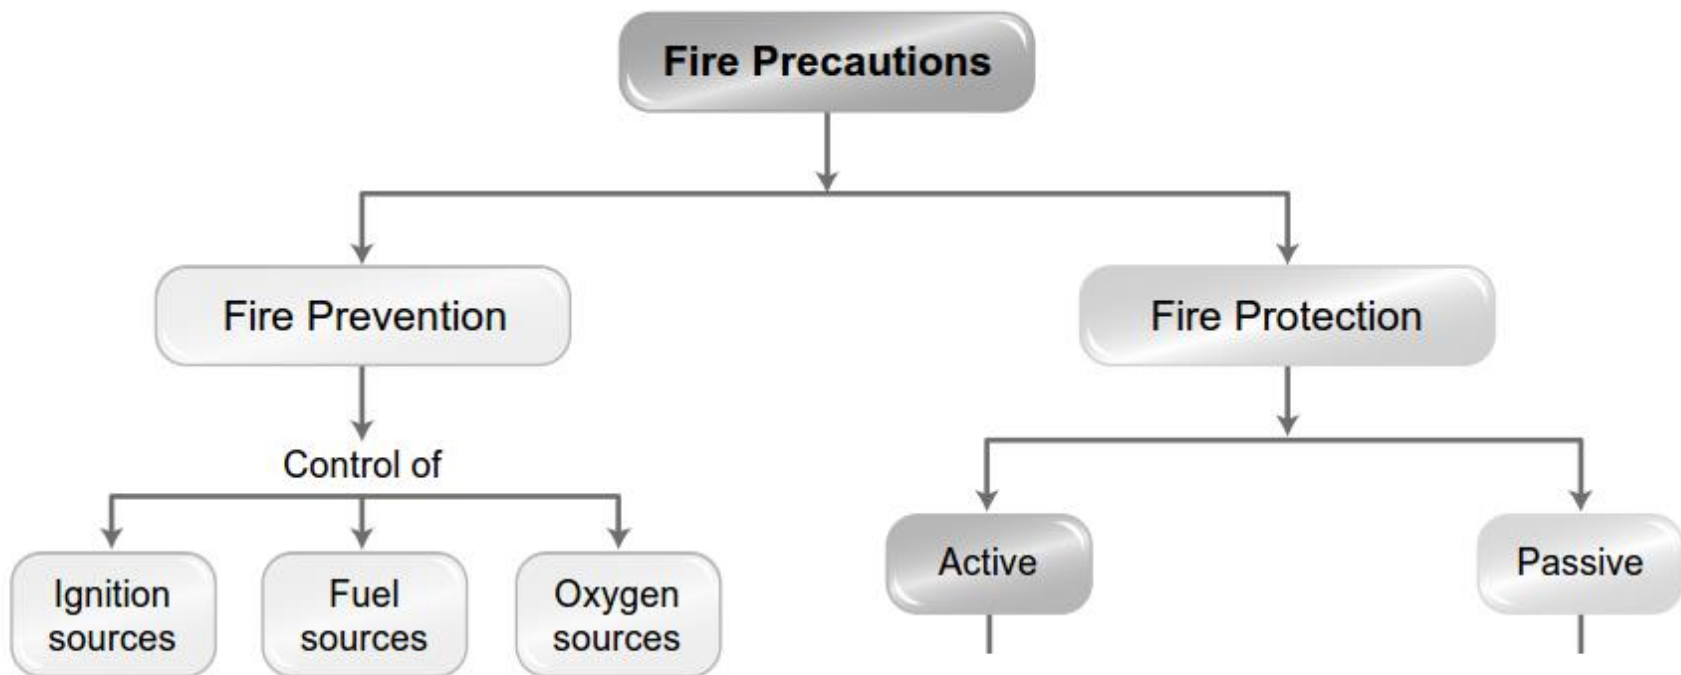 Fire Precautions
Fire Prevention
Fire Protection
Control of
Ignition
sources
Fuel
sources
Oxygen
sources
Active
Passive